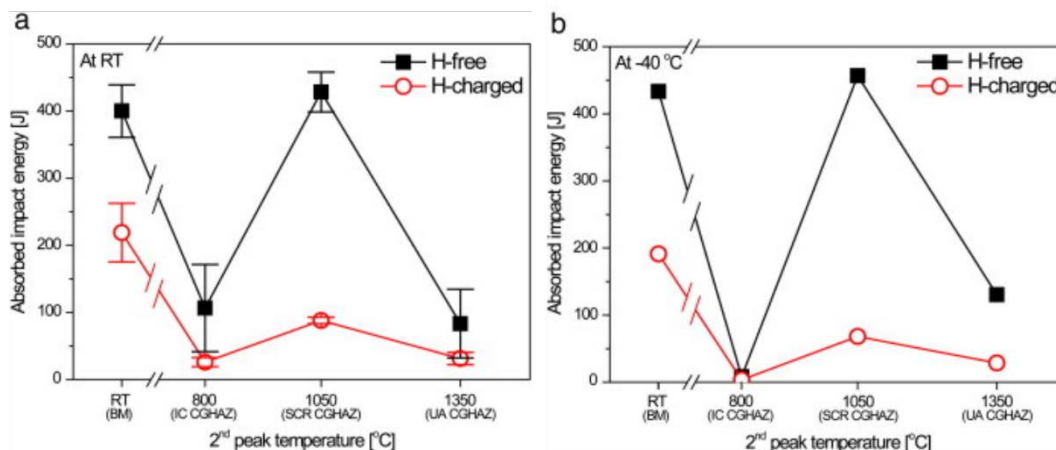 a
500
At RT
H-free
H-charged
400
300
200
100
0
Absorbed impact energy [J]
RT
(BM)
800
(IC CGHAZ)
1050
(SCR CGHAZ)
1350
(UA CGHAZ)
2nd peak temperature [°C]
b
500
At -40 °C
H-free
H-charged
400
300
200
100
0
Absorbed impact energy [J]
RT
(BM)
800
(IC CGHAZ)
1050
(SCR CGHAZ)
1350
(UA CGHAZ)
2nd peak temperature [°C]